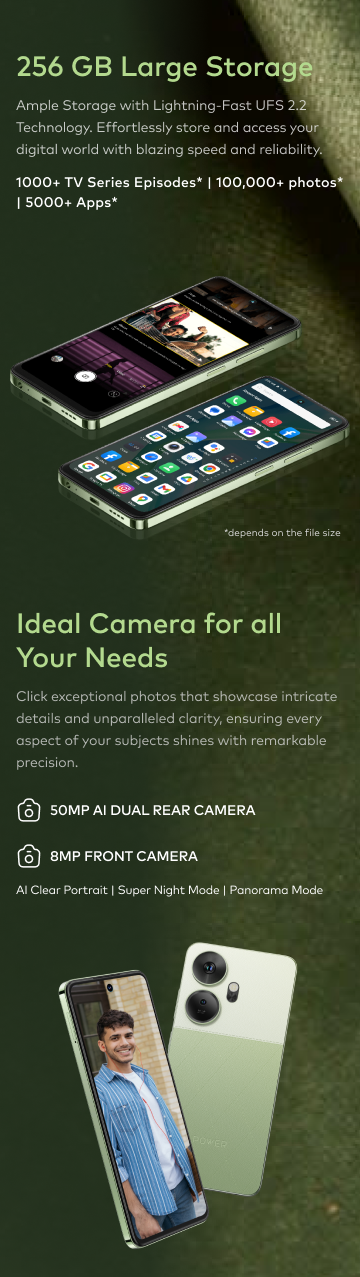 256 GB Large Storage
Ample Storage with Lightning-Fast UFS 2.2
Technology. Effortlessly store and access your
digital world with blazing speed and reliability.
1000+ TV Series Episodes* | 100,000+ photos*
| 5000+ Apps*
*depends on the file size
Ideal Camera for all
Your Needs
Click exceptional photos that showcase intricate
details and unparalleled clarity, ensuring every
aspect of your subjects shines with remarkable
precision.
50MP AI DUAL REAR CAMERA
8MP FRONT CAMERA
AI Clear Portrait | Super Night Mode | Panorama Mode
POWER